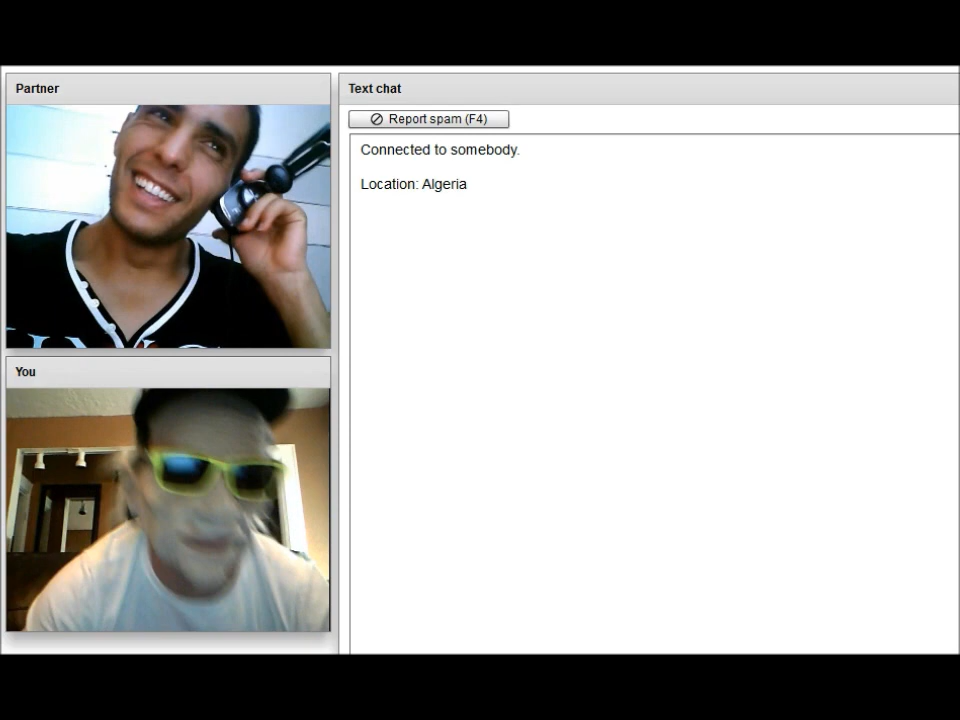 Partner
Text chat
Report spam (F4)
Connected to somebody.
Location: Algeria
You